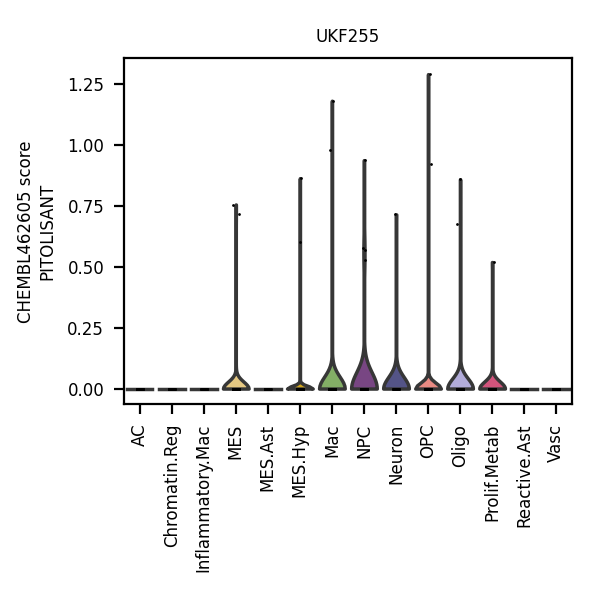 UKF255
CHEMBL462605 score
PITOLISANT
1.25
1.00
0.75
0.50
0.25
0.00
AC
Chromatin.Reg
Inflammatory.Mac
MES
MES.Ast
MES.Hyp
Mac
NPC
Neuron
OPC
Oligo
Prolif.Metab
Reactive.Ast
Vasc